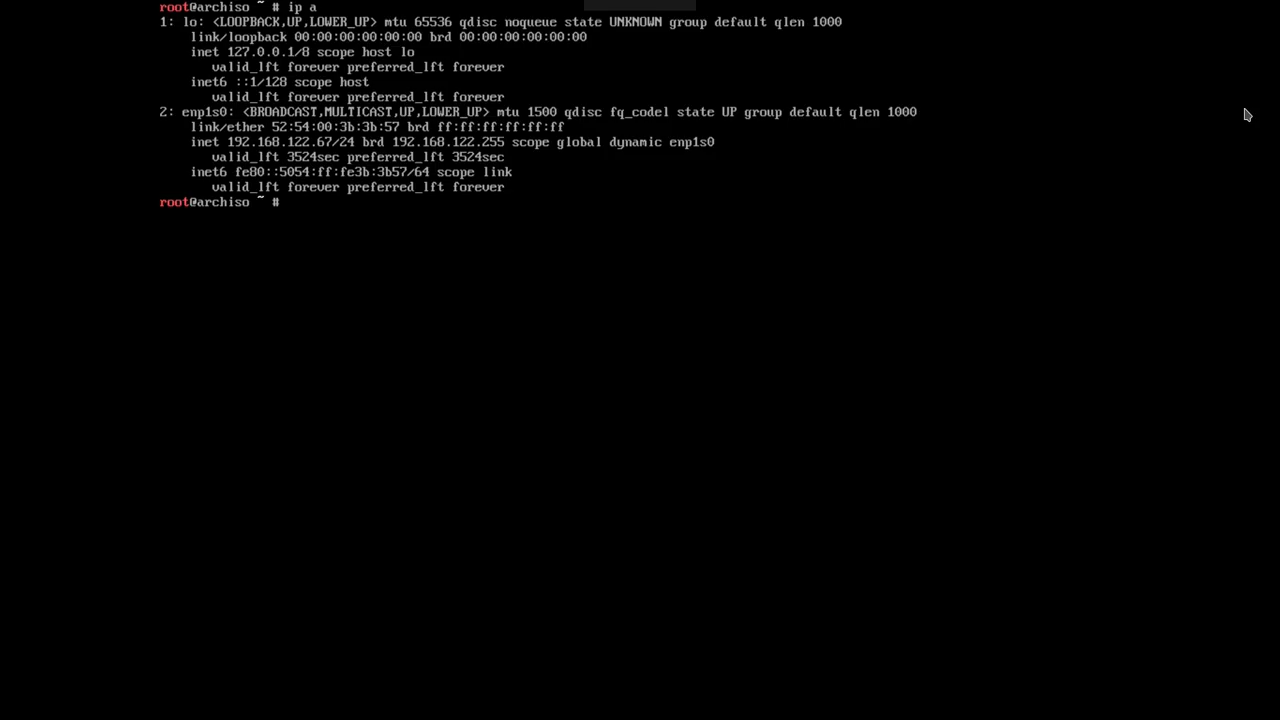 root@archiso ~ # ip a
1: lo: <LOOPBACK,UP,LOWER_UP> mtu 65536 qdisc noqueue state UNKNOWN group default qlen 1000
link/loopback 00:00:00:00:00:00 brd 00:00:00:00:00:00
inet 127.0.0.1/8 scope host lo
valid_lft forever preferred_lft forever
inet6 ::1/128 scope host
valid_lft forever preferred_lft forever
2: enp1s0: <BROADCAST,MULTICAST,UP,LOWER_UP> mtu 1500 qdisc fq_codel state UP group default qlen 1000
link/ether 52:54:00:3b:3b:57 brd ff:ff:ff:ff:ff:ff
inet 192.168.122.67/24 brd 192.168.122.255 scope global dynamic enp1s0
valid_lft 3524sec preferred_lft 3524sec
inet6 fe80::5054:ff:fe3b:3b57/64 scope link
valid_lft forever preferred_lft forever
root@archiso ~ #